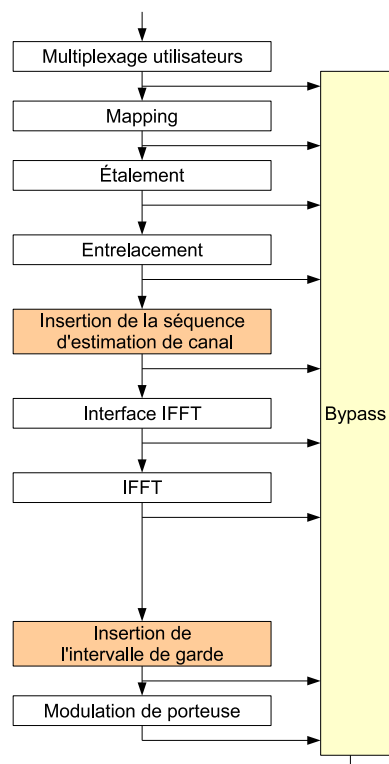 Multiplexage utilisateurs
Mapping
Étalement
Entrelacement
Insertion de la séquence
d'estimation de canal
Interface IFFT
Bypass
IFFT
Insertion de
l'intervalle de garde
Modulation de porteuse